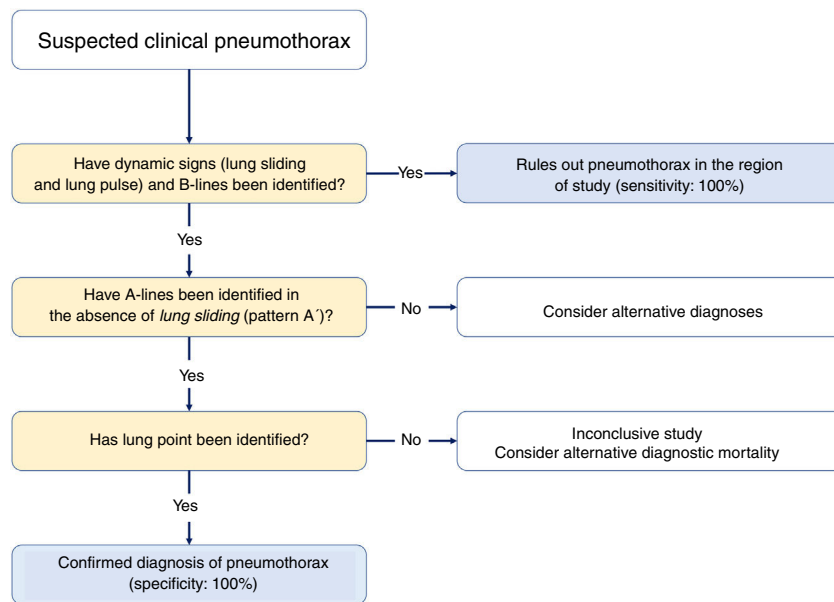 Suspected clinical pneumothorax
Have dynamic signs (lung sliding
and lung pulse) and B-lines been identified?
Yes
Rules out pneumothorax in the region
of study (sensitivity: 100%)
Yes
Have A-lines been identified in
the absence of lung sliding (pattern A´)?
No
Consider alternative diagnoses
Yes
Has lung point been identified?
No
Inconclusive study
Consider alternative diagnostic mortality
Yes
Confirmed diagnosis of pneumothorax
(specificity: 100%)